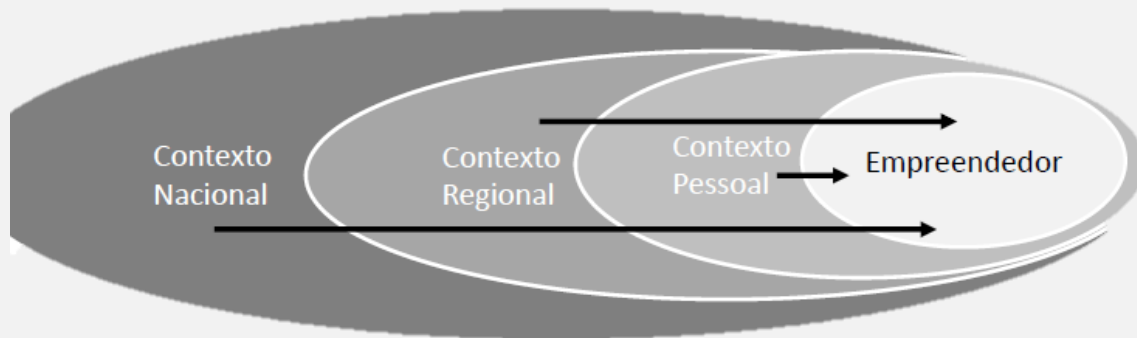 Contexto
Nacional
Contexto
Regional
Contexto
Pessoal
Empreendedor